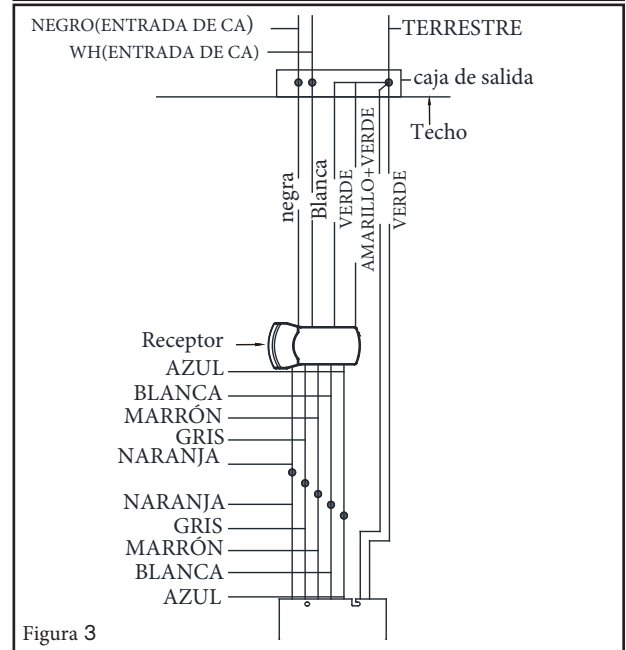 NEGRO(ENTRADA DE CA)
TERRESTRE
WH(ENTRADA DE CA)
caja de salida
Techo
negra
Blanca
VERDE
AMARILLO+VERDE
VERDE
Receptor
AZUL
BLANCA
MARRÓN
GRIS
NARANJA
NARANJA
GRIS
MARRÓN
BLANCA
AZUL
Figura 3